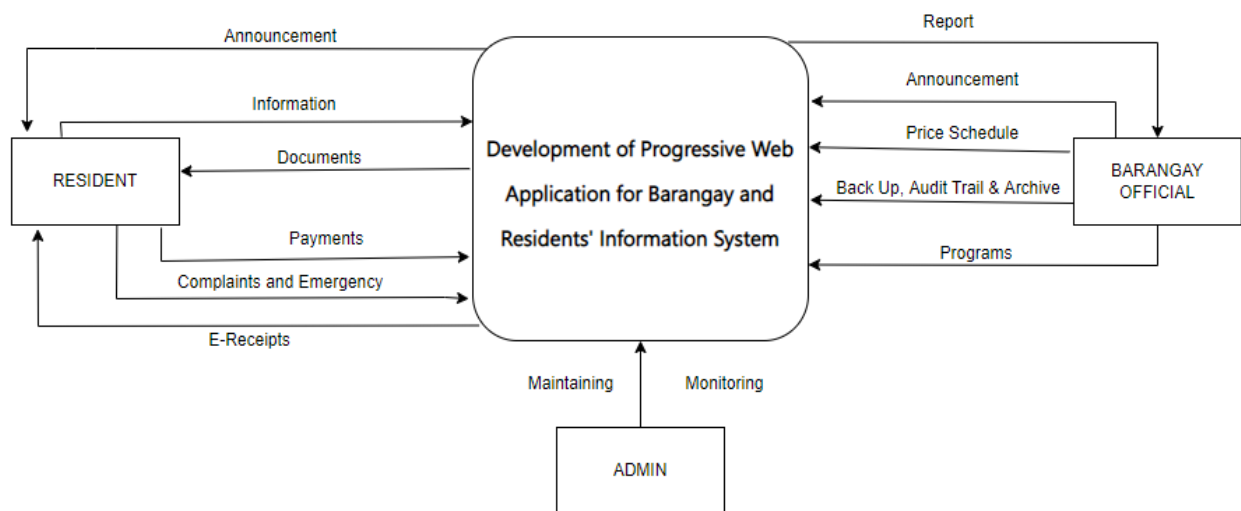 Report
Announcement
Announcement
Information
Price Schedule
Documents
Development of Progressive Web
Application for Barangay and
Residents' Information System
RESIDENT
BARANGAY
OFFICIAL
Back Up, Audit Trail & Archive
Payments
Programs
Complaints and Emergency
E-Receipts
Maintaining
Monitoring
ADMIN